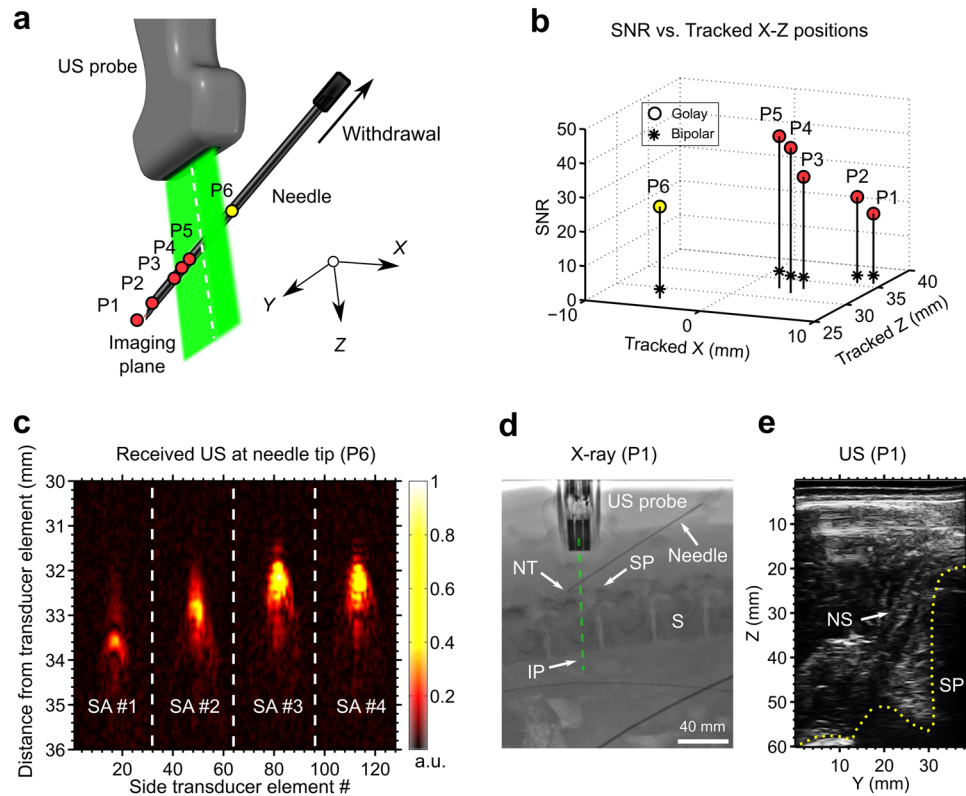 a
US probe
Withdrawal
P6
Needle
P5
P4
P3
P2
P1
X
Y
Z
Imaging
plane
b
SNR vs. Tracked X-Z positions
Golay
Bipolar
P5
P4
P3
P6
P2
P1
SNR
50
40
30
20
10
0
−10
0
10
Tracked X (mm)
25
30
35
40
Tracked Z (mm)
c
Received US at needle tip (P6)
Distance from transducer element (mm)
30
31
32
33
34
35
36
SA #1
SA #2
SA #3
SA #4
20
40
60
80
100
120
Side transducer element #
1
0.8
0.6
0.4
0.2
a.u.
d
X-ray (P1)
US probe
Needle
NT
SP
S
IP
40 mm
e
US (P1)
Z (mm)
10
20
30
40
50
60
NS
SP
0
10
20
30
Y (mm)